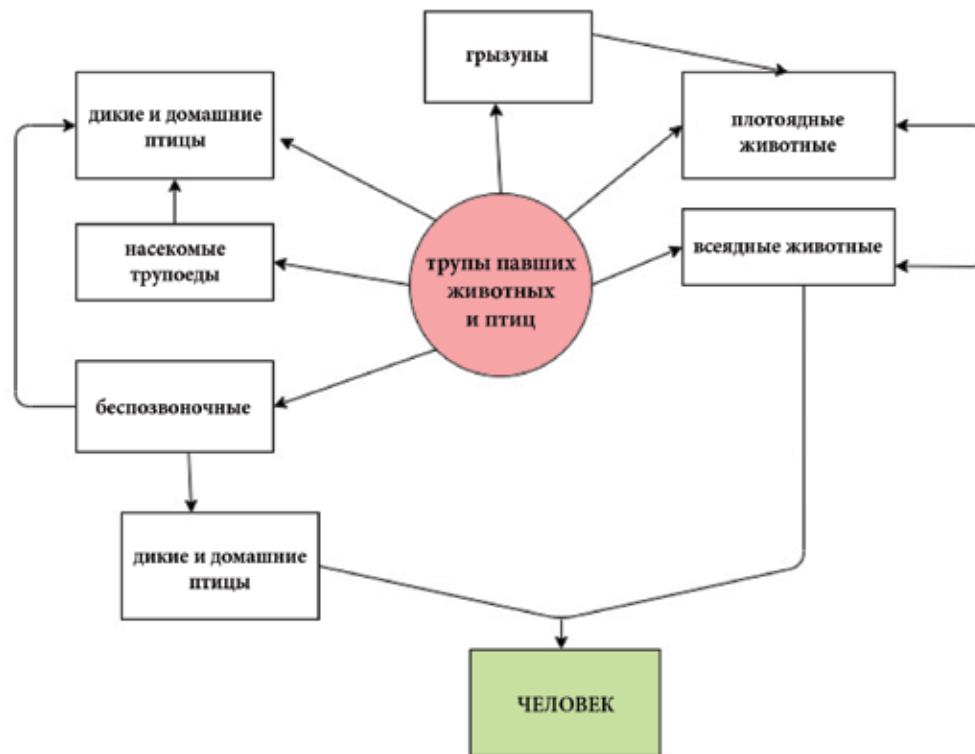 грызуны
дикие и домашние
птицы
плотоядные
животные
насекомые
трупоеды
трупы павших
животных
и птиц
всеядные животные
беспозвоночные
дикие и домашние
птицы
ЧЕЛОВЕК